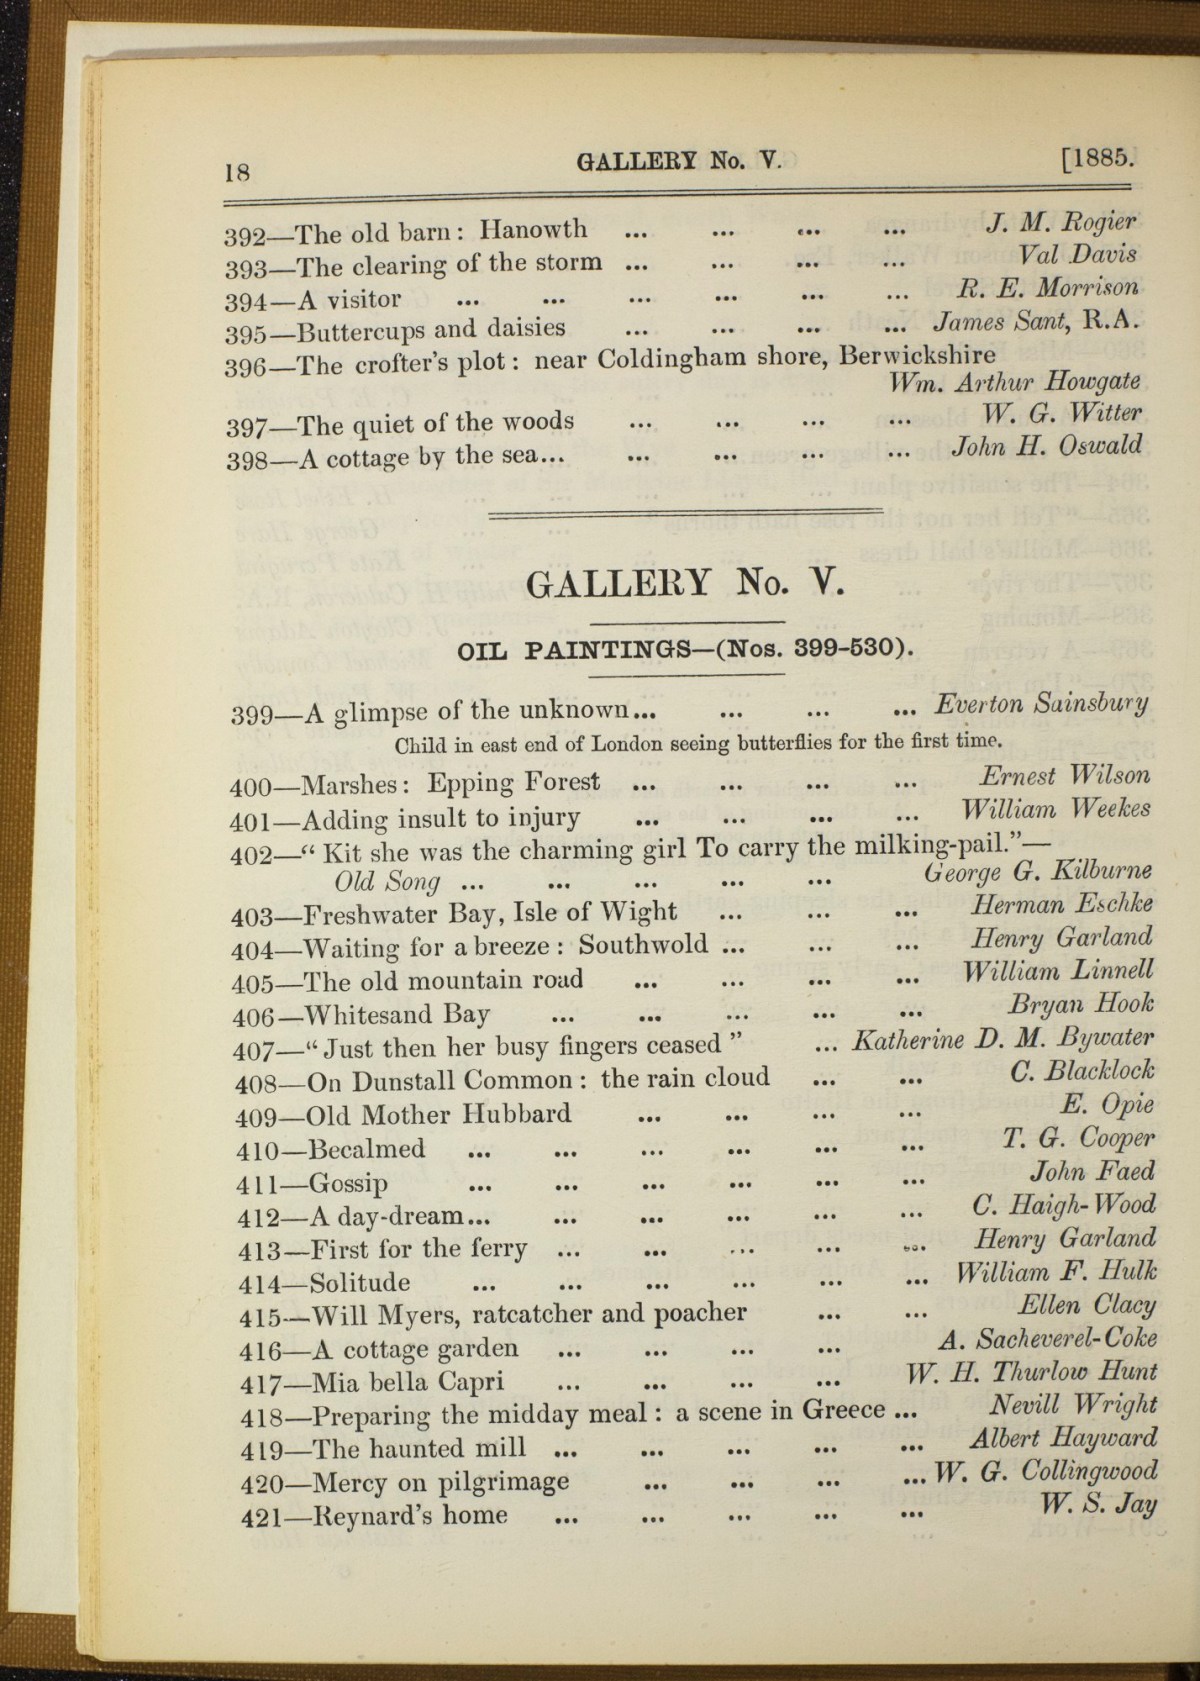 18 GALLERY No. V. [1885.
392—The old barn: Hanowth ... ... ... ... J. M. Rogier
393—The clearing of the storm ... ... ... ... Val Davis
394—A visitor ... ... ... ... ... ... R. E. Morrison
395—Buttercups and daisies ... ... ... ... James Sant, R.A.
396—The crofter's plot: near Coldingham shore, Berwickshire
Wm. Arthur Howgate
397—The quiet of the woods ... ... ... ... W. G. Witter
398—A cottage by the sea... ... ... ... ... John H. Oswald
GALLERY No. V.
OIL PAINTINGS—(Nos. 399-530).
399—A glimpse of the unknown... ... ... ... Everton Sainsbury
Child in east end of London seeing butterflies for the first time.
400—Marshes: Epping Forest ... ... ... ... Ernest Wilson
401—Adding insult to injury ... ... ... ... William Weekes
402—"Kit she was the charming girl To carry the milking-pail."—
Old Song ... ... ... ... ... George G. Kilburne
403—Freshwater Bay, Isle of Wight ... ... ... Herman Eschke
404—Waiting for a breeze: Southwold ... ... ... Henry Garland
405—The old mountain road ... ... ... ... William Linnell
406—Whitesand Bay ... ... ... ... ... Bryan Hook
407—"Just then her busy fingers ceased" ... Katherine D. M. Bywater
408—On Dunstall Common: the rain cloud ... ... C. Blacklock
409—Old Mother Hubbard ... ... ... ... E. Opie
410—Becalmed ... ... ... ... ... ... T. G. Cooper
411—Gossip ... ... ... ... ... ... John Faed
412—A day-dream... ... ... ... ... ... C. Haigh-Wood
413—First for the ferry ... ... ... ... ... Henry Garland
414—Solitude ... ... ... ... ... ... William F. Hulk
415—Will Myers, ratcatcher and poacher ... ... Ellen Clacy
416—A cottage garden ... ... ... ... A. Sacheverel-Coke
417—Mia bella Capri ... ... ... ... W. H. Thurlow Hunt
418—Preparing the midday meal: a scene in Greece ... Nevill Wright
419—The haunted mill ... ... ... ... ... Albert Hayward
420—Mercy on pilgrimage ... ... ... ... W. G. Collingwood
421—Reynard's home ... ... ... ... ... W. S. Jay